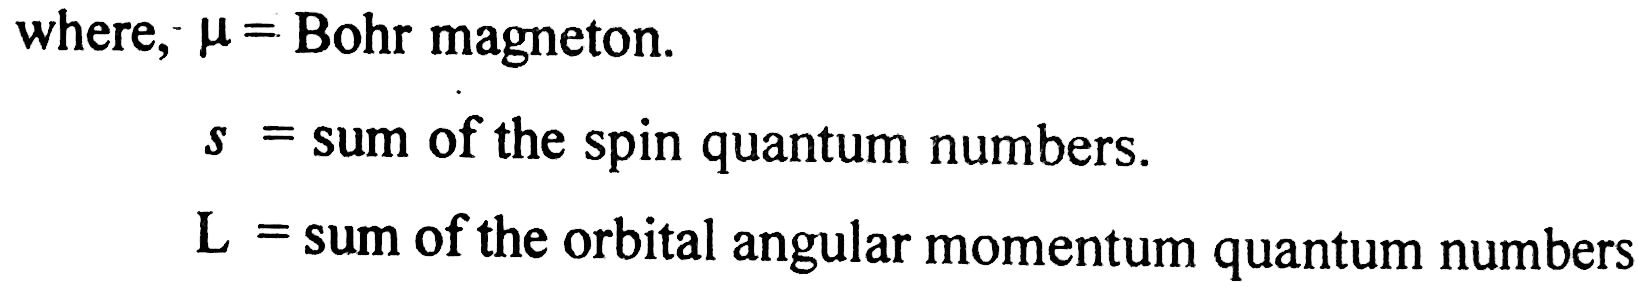 where, μ = Bohr magneton.
s = sum of the spin quantum numbers.
L = sum of the orbital angular momentum quantum numbers